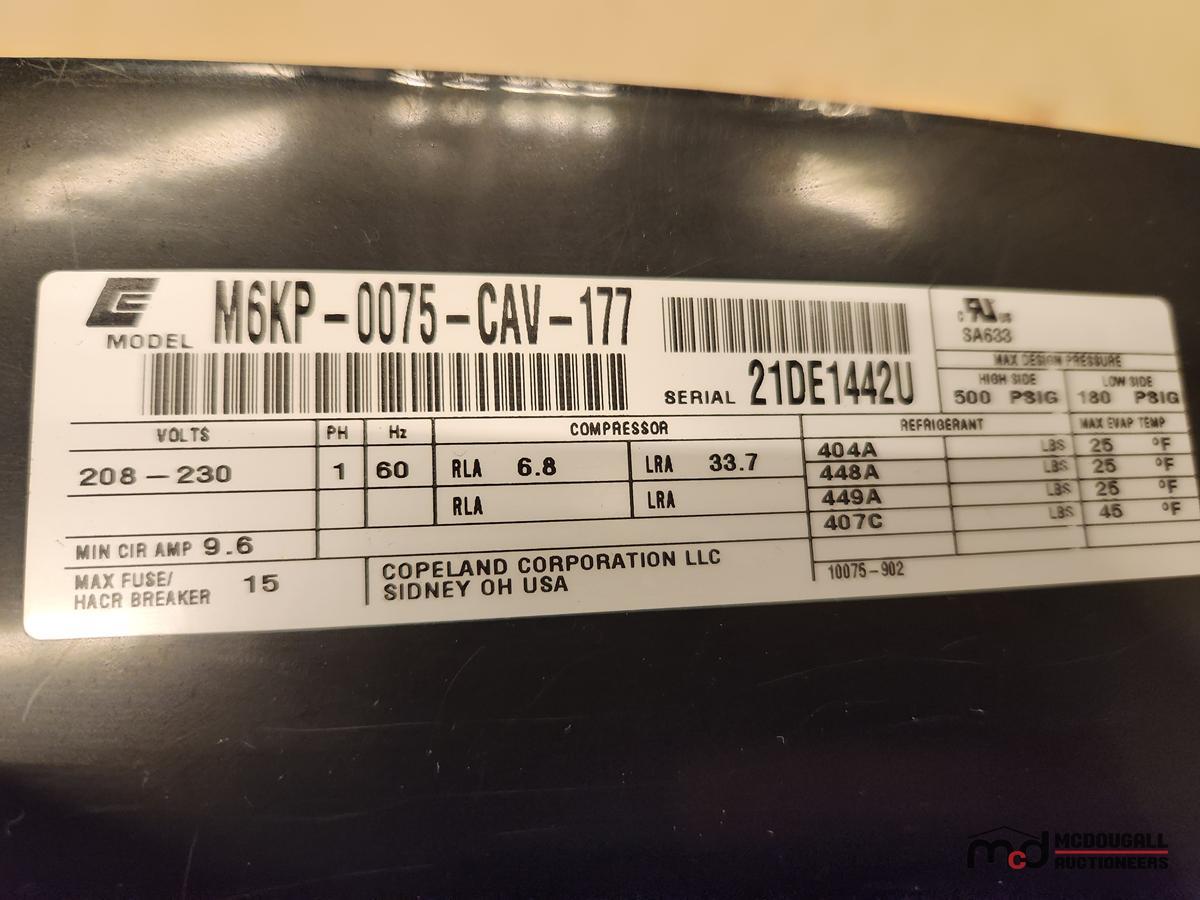 MODEL M6KP-0075-CAV-177
SERIAL 21DE1442U
C RU US
SA633
MAX DESIGN PRESSURE
HIGH SIDE LOW SIDE
500 PSIG 180 PSIG
VOLTS PH Hz COMPRESSOR REFRIGERANT MAX EVAP TEMP
208-230 1 60 RLA 6.8 LRA 33.7 404A LBS 25 °F
448A LBS 25 °F
RLA LRA 449A LBS 25 °F
407C LBS 45 °F
MIN CIR AMP 9.6
MAX FUSE/
HACR BREAKER 15
COPELAND CORPORATION LLC
SIDNEY OH USA
10075-902
mcd MCDOUGALL
AUCTIONEERS